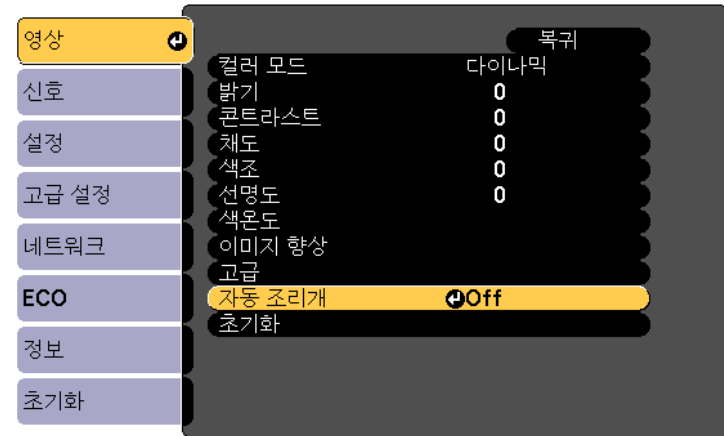 영상
신호
설정
고급 설정
네트워크
ECO
정보
초기화
복귀
컬러 모드 다이나믹
밝기 0
콘트라스트 0
채도 0
색조 0
선명도 0
색온도
이미지 향상
고급
자동 조리개 Off
초기화